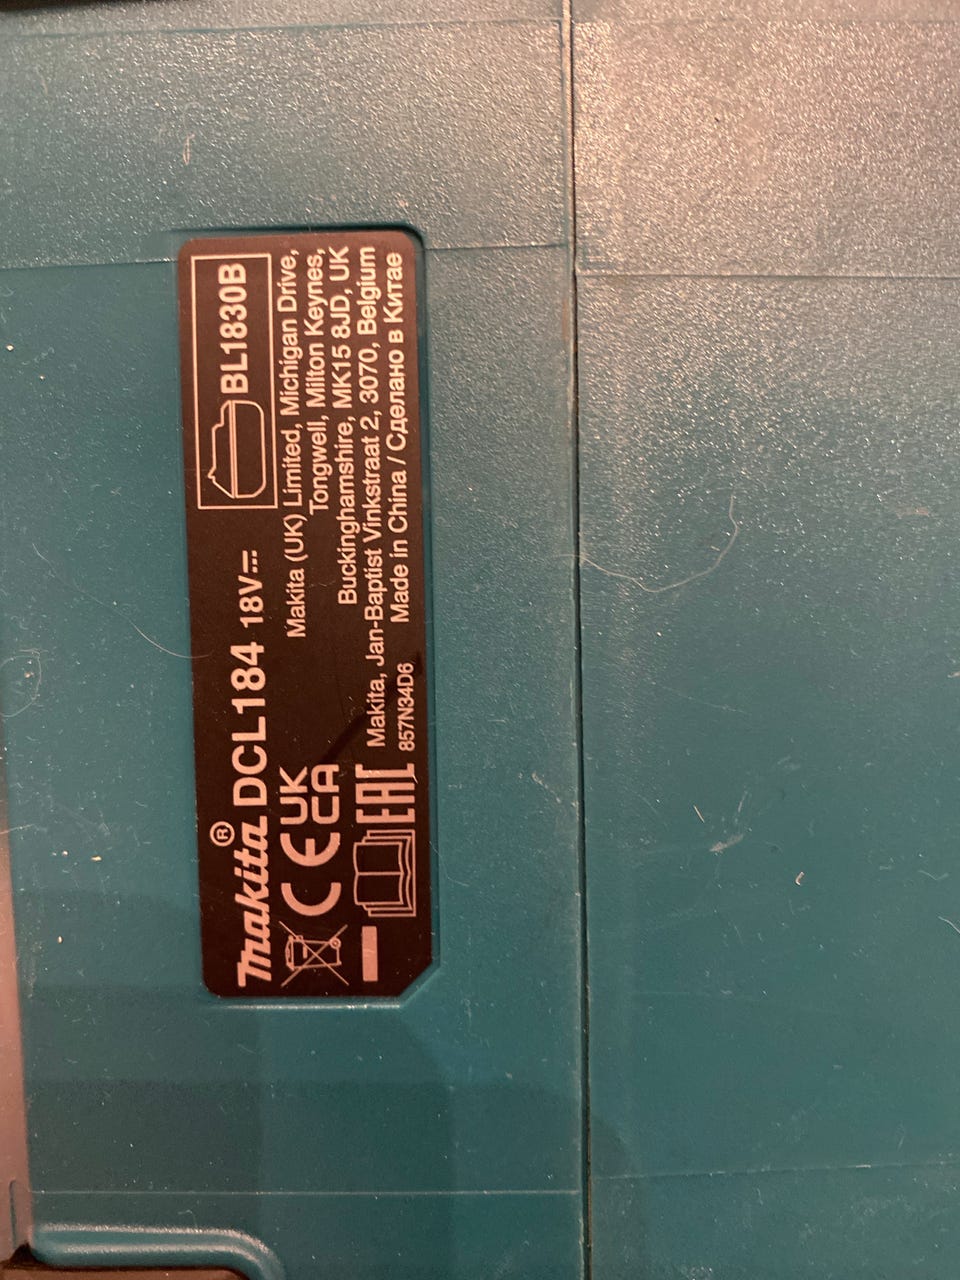 makita® DCL184 18V
BL1830B
CE UK CA
Makita (UK) Limited, Michigan Drive,
Tongwell, Milton Keynes,
Buckinghamshire, MK15 8JD, UK
Makita, Jan-Baptist Vinkstraat 2, 3070, Belgium
EAC 857N34D6 Made in China / Сделано в Китае